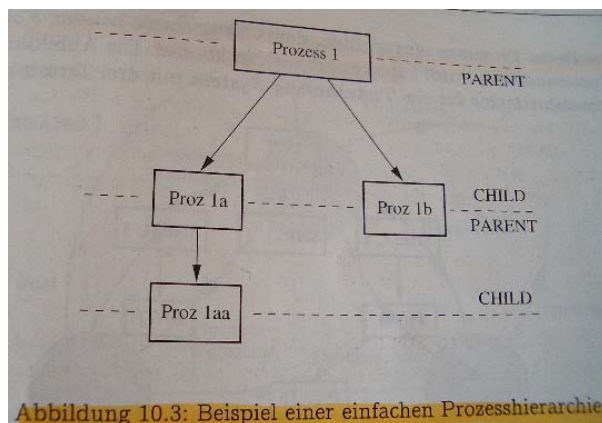 Prozess 1
PARENT
Proz 1a
Proz 1b
CHILD
PARENT
Proz 1aa
CHILD
Abbildung 10.3: Beispiel einer einfachen Prozesshierarchie